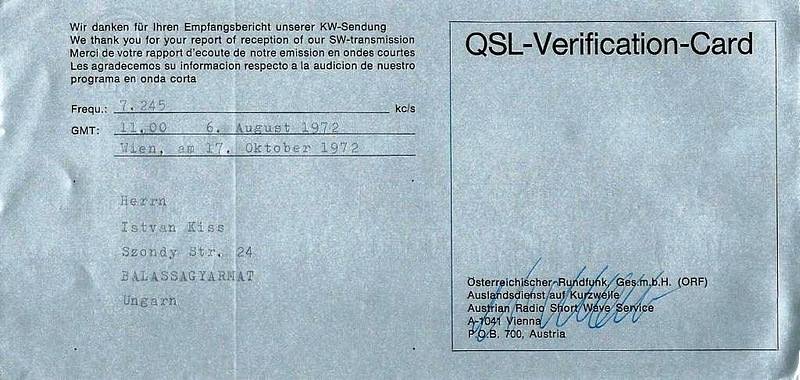 Wir danken für Ihren Empfangsbericht unserer KW-Sendung
We thank you for your report of reception of our SW-transmission
Merci de votre rapport d'ecoute de notre emission en ondes courtes
Les agradecemos su informacion respecto a la audicion de nuestro
programa en onda corta
Frequ.: 7.245 kc/s
GMT: 11.00 6. August 1972
Wien, am 17. Oktober 1972
Herrn
Istvan Kiss
Szondy Str. 24
BALASSAGYARMAT
Ungarn
QSL-Verification-Card
Österreichischer Rundfunk Ges.m.b.H. (ORF)
Auslandsdienst auf Kurzwelle
Austrian Radio Short Wave Service
A-1041 Vienna
P.O.B. 700, Austria